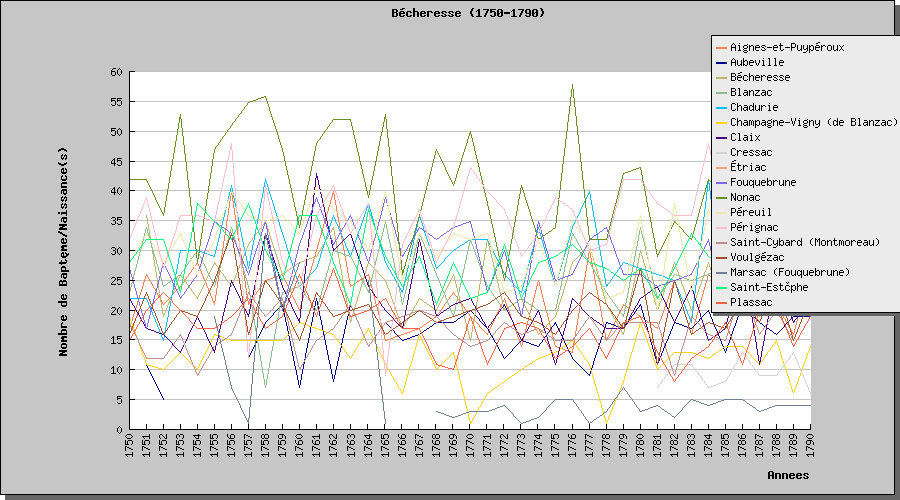 Bécheresse (1750-1790)
Aignes-et-Puypéroux
Aubeville
Bécheresse
Blanzac
Chadurie
Champagne-Vigny (de Blanzac)
Claix
Cressac
Étriac
Fouquebrune
Nonac
Péreuil
Pérignac
Saint-Cybard (Montmoreau)
Voulgézac
Marsac (Fouquebrune)
Saint-Estčphe
Plassac
Nombre de Bapteme/Naissance(s)
60
55
50
45
40
35
30
25
20
15
10
5
0
1750 1751 1752 1753 1754 1755 1756 1757 1758 1759 1760 1761 1762 1763 1764 1765 1766 1767 1768 1769 1770 1771 1772 1773 1774 1775 1776 1777 1778 1779 1780 1781 1782 1783 1784 1785 1786 1787 1788 1789 1790
Annees